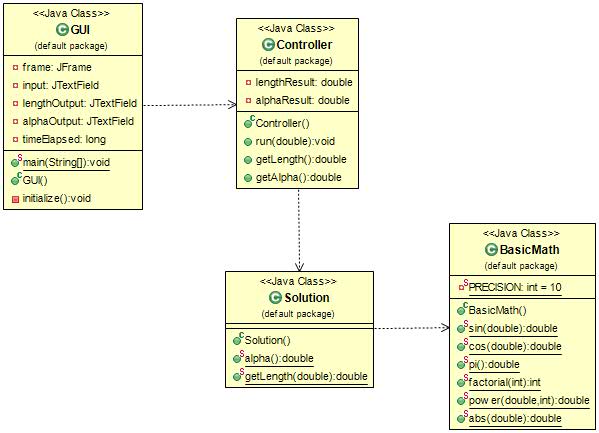 <<Java Class>>
GUI
(default package)
frame: JFrame
input: JTextField
lengthOutput: JTextField
alphaOutput: JTextField
timeElapsed: long
main(String[]):void
GUI()
initialize():void
<<Java Class>>
Controller
(default package)
lengthResult: double
alphaResult: double
Controller()
run(double):void
getLength():double
getAlpha():double
<<Java Class>>
Solution
(default package)
Solution()
alpha():double
getLength(double):double
<<Java Class>>
BasicMath
(default package)
PRECISION: int = 10
BasicMath()
sin(double):double
cos(double):double
pi():double
factorial(int):int
power(double,int):double
abs(double):double